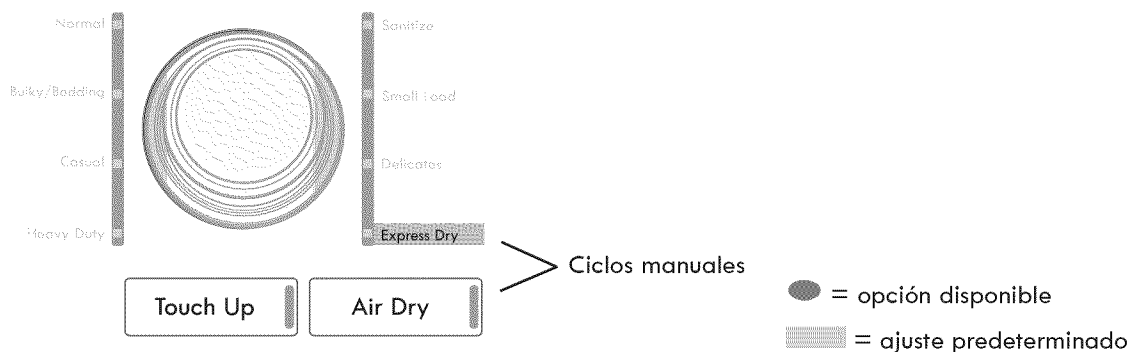 Normal
Bulky/Bedding
Casual
Heavy Duty
Sanitize
Small Load
Delicates
Express Dry
Touch Up
Air Dry
Ciclos manuales
= opción disponible
= ajuste predeterminado